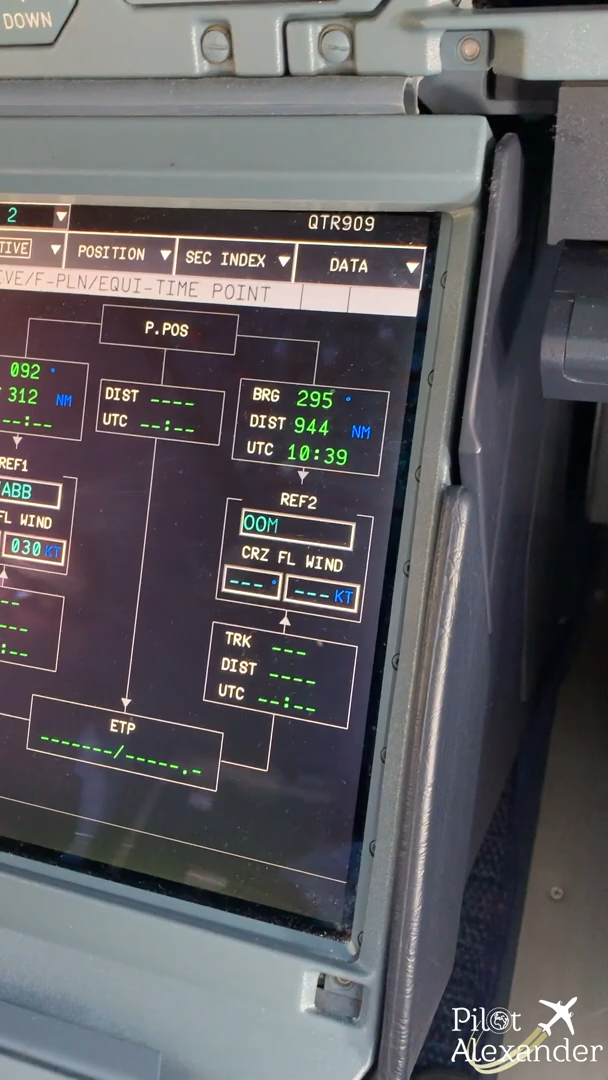 DOWN
2 QTR909
TIVE POSITION SEC INDEX DATA
IVE/F-PLN/EQUI-TIME POINT
P.POS
092 °
312 NM
--:--
DIST ----
UTC --:--
BRG 295 °
DIST 944 NM
UTC 10:39
REF1
ABB
FL WIND
030 KT
REF2
OOM
CRZ FL WIND
---° ---KT
TRK ---
DIST ----
UTC --:--
ETP
-------/-----.-
Pilot
Alexander